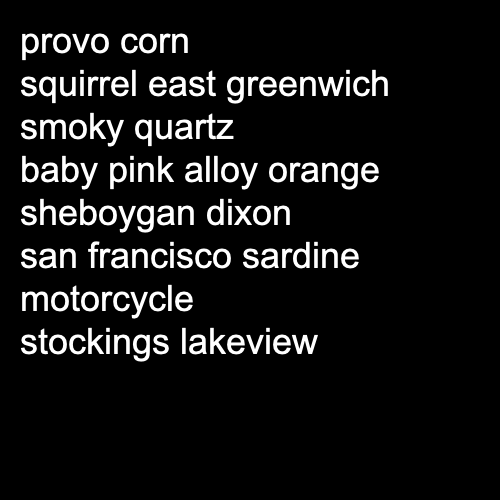 provo corn
squirrel east greenwich
smoky quartz
baby pink alloy orange
sheboygan dixon
san francisco sardine
motorcycle
stockings lakeview